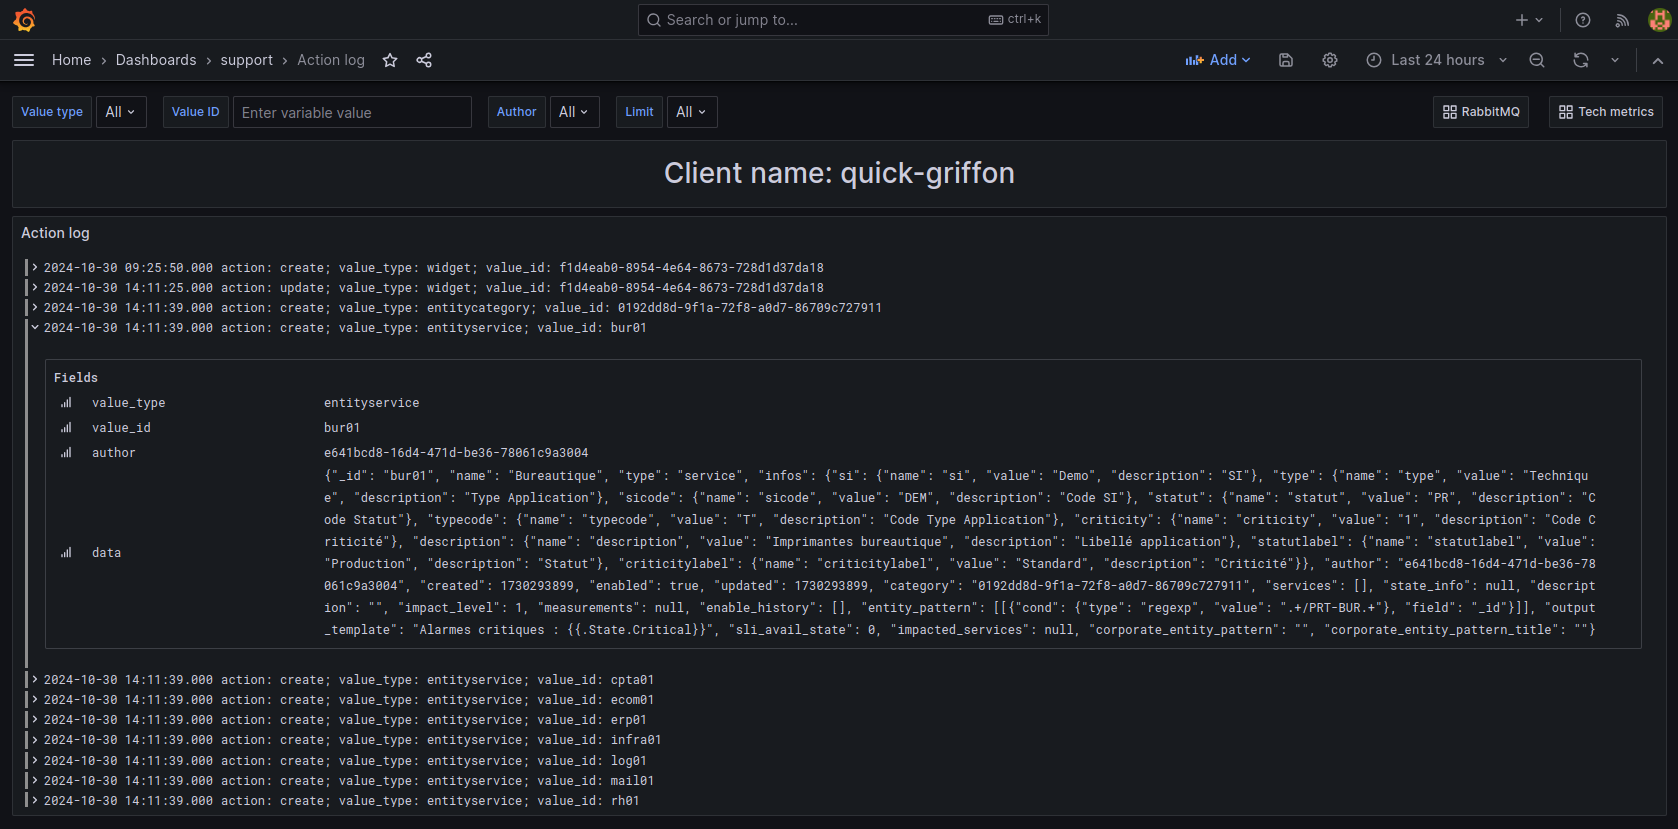 Search or jump to... ctrl+k
Home › Dashboards › support › Action log Add Last 24 hours
Value type All Value ID Enter variable value Author All Limit All RabbitMQ Tech metrics
Client name: quick-griffon
Action log
2024-10-30 09:25:50.000 action: create; value_type: widget; value_id: f1d4eab0-8954-4e64-8673-728d1d37da18
2024-10-30 14:11:25.000 action: update; value_type: widget; value_id: f1d4eab0-8954-4e64-8673-728d1d37da18
2024-10-30 14:11:39.000 action: create; value_type: entitycategory; value_id: 0192dd8d-9f1a-72f8-a0d7-86709c727911
2024-10-30 14:11:39.000 action: create; value_type: entityservice; value_id: bur01
Fields
value_type entityservice
value_id bur01
author e641bcd8-16d4-471d-be36-78061c9a3004
data
{"_id": "bur01", "name": "Bureautique", "type": "service", "infos": {"si": {"name": "si", "value": "Demo", "description": "SI"}, "type": {"name": "type", "value": "Techniqu
e", "description": "Type Application"}, "sicode": {"name": "sicode", "value": "DEM", "description": "Code SI"}, "statut": {"name": "statut", "value": "PR", "description": "C
ode Statut"}, "typecode": {"name": "typecode", "value": "T", "description": "Code Type Application"}, "criticity": {"name": "criticity", "value": "1", "description": "Code C
riticité"}, "description": {"name": "description", "value": "Imprimantes bureautique", "description": "Libellé application"}, "statutlabel": {"name": "statutlabel", "value":
"Production", "description": "Statut"}, "criticitylabel": {"name": "criticitylabel", "value": "Standard", "description": "Criticité"}}, "author": "e641bcd8-16d4-471d-be36-78
061c9a3004", "created": 1730293899, "enabled": true, "updated": 1730293899, "category": "0192dd8d-9f1a-72f8-a0d7-86709c727911", "services": [], "state_info": null, "descript
ion": "", "impact_level": 1, "measurements": null, "enable_history": [], "entity_pattern": [[{"cond": {"type": "regexp", "value": ".+/PRT-BUR.+"}, "field": "_id"}]], "output
_template": "Alarmes critiques : {{.State.Critical}}", "sli_avail_state": 0, "impacted_services": null, "corporate_entity_pattern": "", "corporate_entity_pattern_title": ""}
2024-10-30 14:11:39.000 action: create; value_type: entityservice; value_id: cpta01
2024-10-30 14:11:39.000 action: create; value_type: entityservice; value_id: ecom01
2024-10-30 14:11:39.000 action: create; value_type: entityservice; value_id: erp01
2024-10-30 14:11:39.000 action: create; value_type: entityservice; value_id: infra01
2024-10-30 14:11:39.000 action: create; value_type: entityservice; value_id: log01
2024-10-30 14:11:39.000 action: create; value_type: entityservice; value_id: mail01
2024-10-30 14:11:39.000 action: create; value_type: entityservice; value_id: rh01